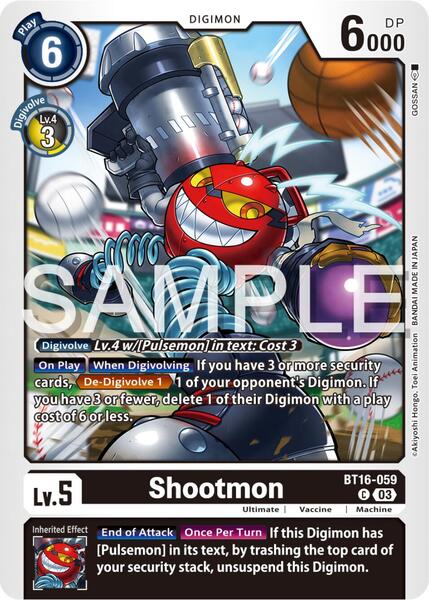 Play
6
DIGIMON
6000
DP
Digivolve
Lv.4
3
GOSSAN
SAMPLE
©Akiyoshi Hongo, Toei Animation BANDAI MADE IN JAPAN
Digivolve Lv.4 w/[Pulsemon] in text: Cost 3
On Play When Digivolving If you have 3 or more security
cards, De-Digivolve 1 1 of your opponent's Digimon. If
you have 3 or fewer, delete 1 of their Digimon with a play
cost of 6 or less.
Lv.5
Shootmon
BT16-059
C 03
Ultimate | Vaccine | Machine
Inherited Effect
End of Attack Once Per Turn If this Digimon has
[Pulsemon] in its text, by trashing the top card of
your security stack, unsuspend this Digimon.